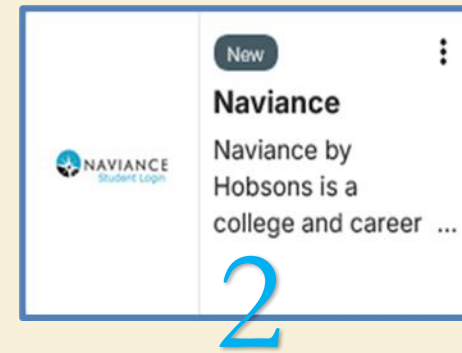 New
Naviance
NAVIANCE
Student Login
Naviance by
Hobsons is a
college and career ...
2